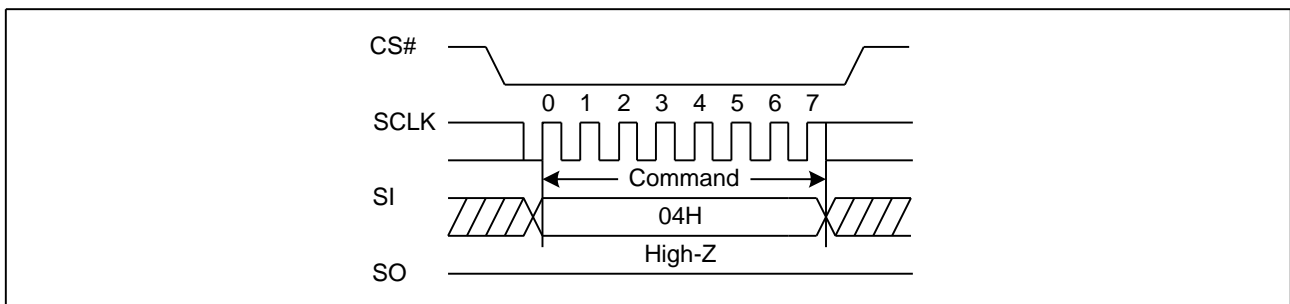 CS#
0 1 2 3 4 5 6 7
SCLK
Command
SI
04H
High-Z
SO